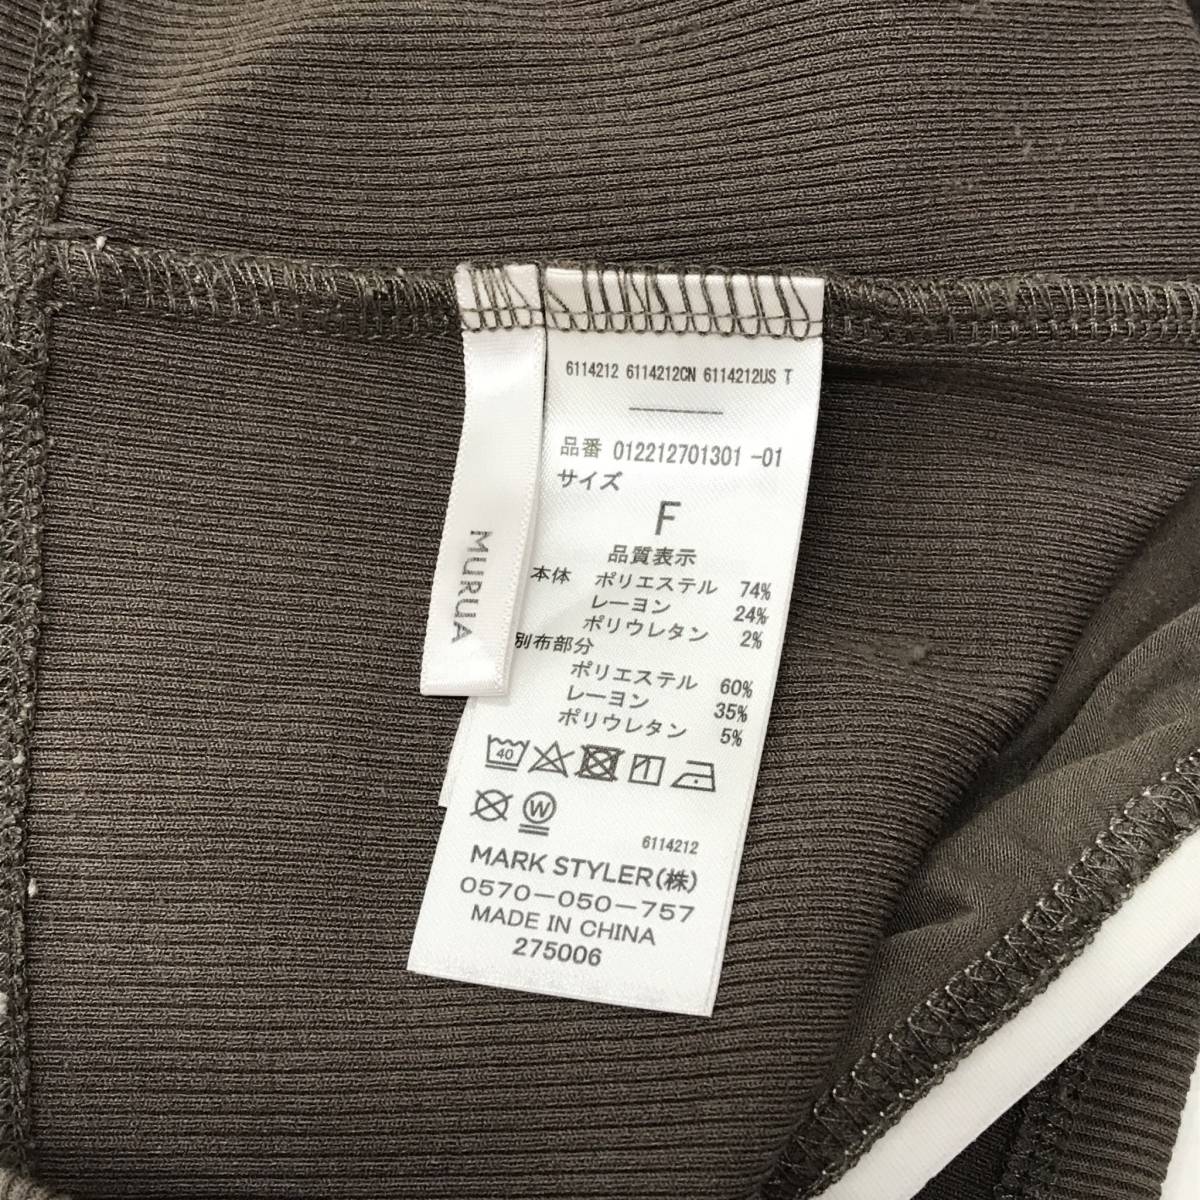 6114212 6114212CN 6114212US T
品番 012212701301 -01
サイズ
F
品質表示
本体 ポリエステル 74%
レーヨン 24%
ポリウレタン 2%
別布部分
ポリエステル 60%
レーヨン 35%
ポリウレタン 5%
40
W
6114212
MARK STYLER(株)
0570-050-757
MADE IN CHINA
275006
MURUA